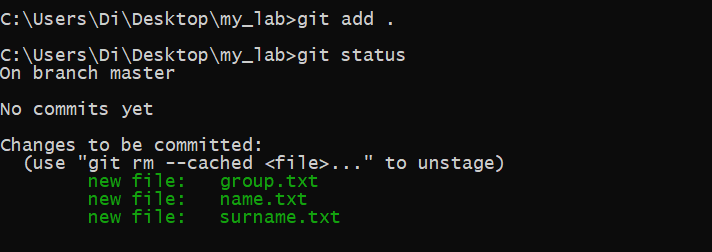 C:\Users\Di\Desktop\my_lab>git add .
C:\Users\Di\Desktop\my_lab>git status
On branch master
No commits yet
Changes to be committed:
  (use "git rm --cached <file>..." to unstage)
        new file:   group.txt
        new file:   name.txt
        new file:   surname.txt